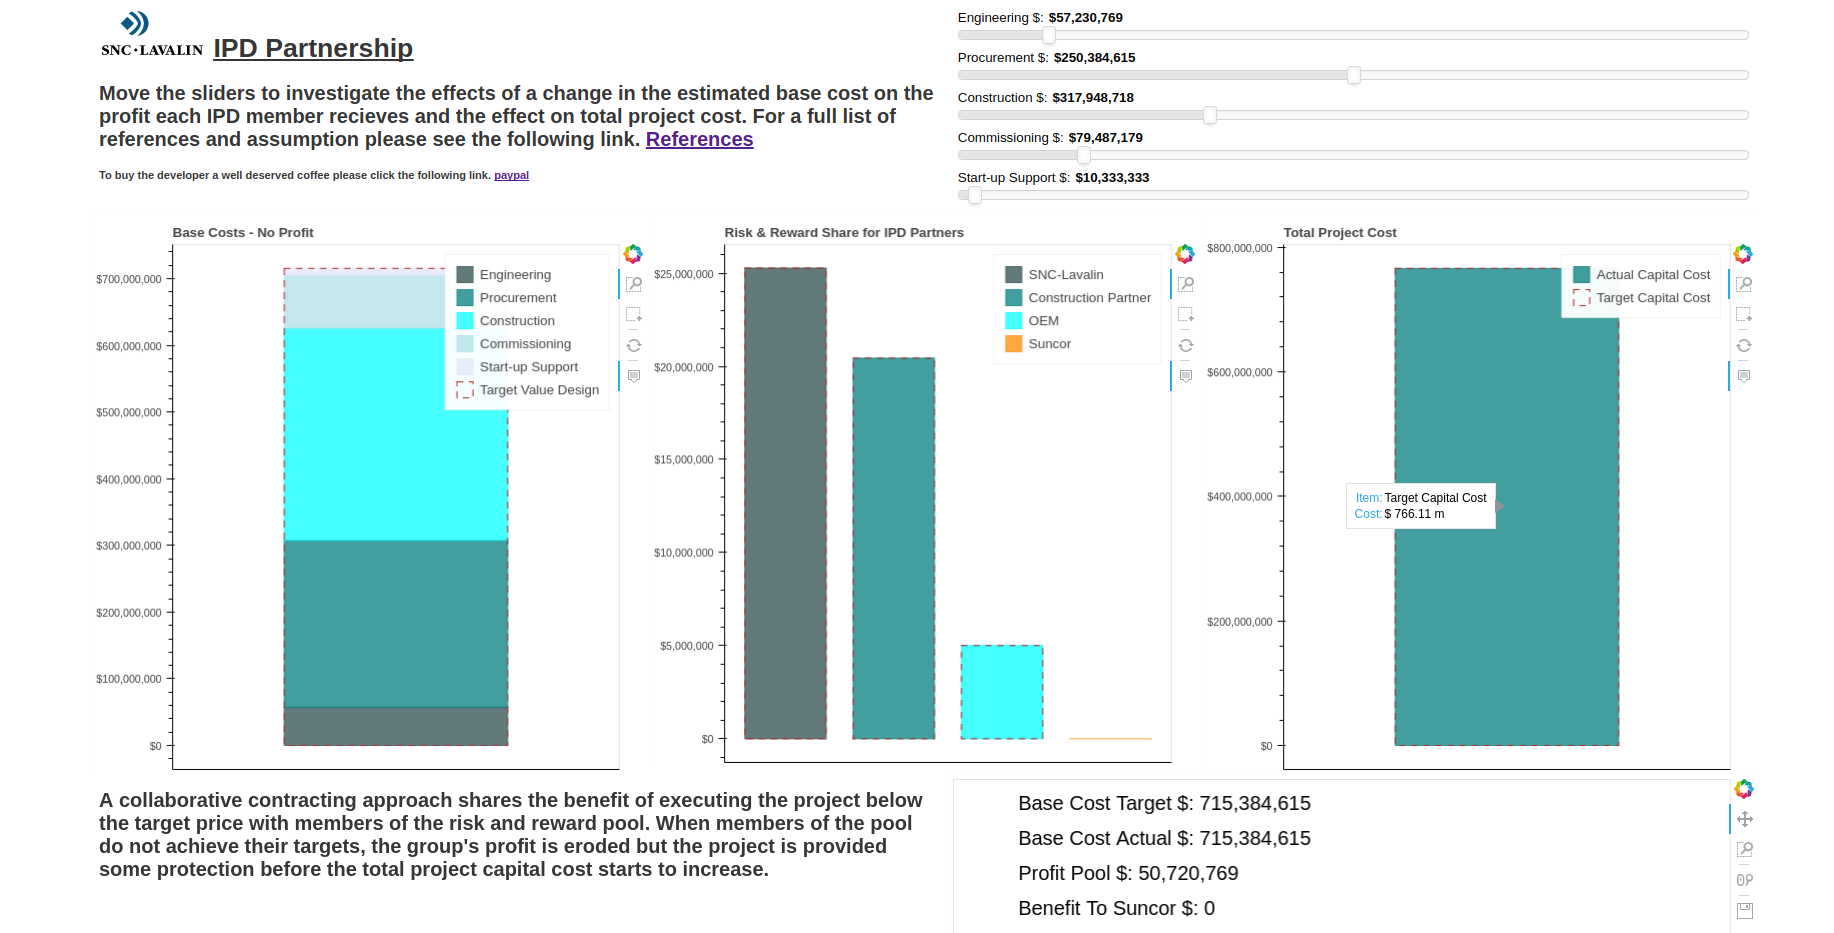 SNC·LAVALIN IPD Partnership
Move the sliders to investigate the effects of a change in the estimated base cost on the
profit each IPD member recieves and the effect on total project cost. For a full list of
references and assumption please see the following link. References
To buy the developer a well deserved coffee please click the following link. paypal
Engineering $: $57,230,769
Procurement $: $250,384,615
Construction $: $317,948,718
Commissioning $: $79,487,179
Start-up Support $: $10,333,333
Base Costs - No Profit
$700,000,000
$600,000,000
$500,000,000
$400,000,000
$300,000,000
$200,000,000
$100,000,000
$0
Engineering
Procurement
Construction
Commissioning
Start-up Support
Target Value Design
Risk & Reward Share for IPD Partners
$25,000,000
$20,000,000
$15,000,000
$10,000,000
$5,000,000
$0
SNC-Lavalin
Construction Partner
OEM
Suncor
Total Project Cost
$800,000,000
$600,000,000
$400,000,000
$200,000,000
$0
Actual Capital Cost
Target Capital Cost
Item: Target Capital Cost
Cost: $ 766.11 m
A collaborative contracting approach shares the benefit of executing the project below
the target price with members of the risk and reward pool. When members of the pool
do not achieve their targets, the group's profit is eroded but the project is provided
some protection before the total project capital cost starts to increase.
Base Cost Target $: 715,384,615
Base Cost Actual $: 715,384,615
Profit Pool $: 50,720,769
Benefit To Suncor $: 0